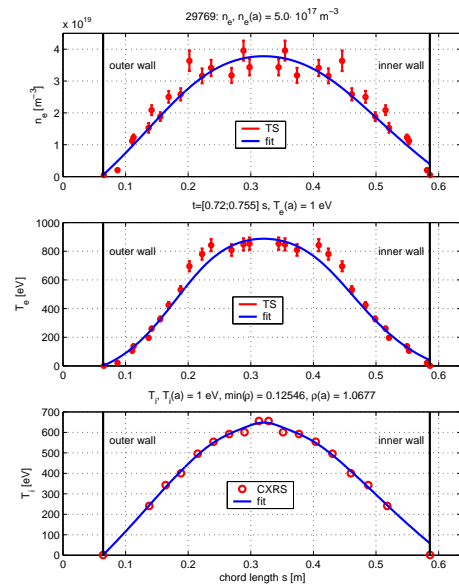 29769: n_e, n_e(a) = 5.0· 10^17 m^-3
x 10^19
4
3
2
1
0
n_e [m^-3]
outer wall
inner wall
TS
fit
0 0.1 0.2 0.3 0.4 0.5 0.6
t=[0.72;0.755] s, T_e(a) = 1 eV
1000
800
600
400
200
0
T_e [eV]
outer wall
inner wall
TS
fit
0 0.1 0.2 0.3 0.4 0.5 0.6
T_i, T_i(a) = 1 eV, min(ρ) = 0.12546, ρ(a) = 1.0677
700
600
500
400
300
200
100
0
T_i [eV]
outer wall
inner wall
CXRS
fit
0 0.1 0.2 0.3 0.4 0.5 0.6
chord length s [m]